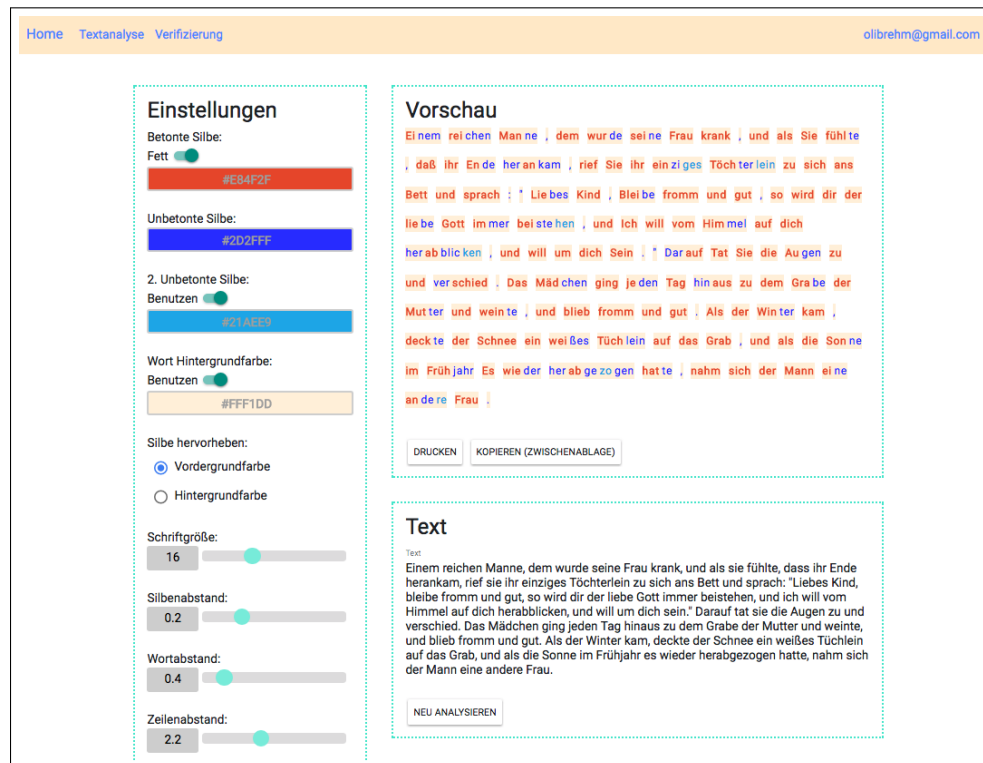 Home Textanalyse Verifizierung olibrehm@gmail.com
Einstellungen
Betonte Silbe:
Fett
#E84F2F
Unbetonte Silbe:
#2D2FFF
2. Unbetonte Silbe:
Benutzen
#21AEE9
Wort Hintergrundfarbe:
Benutzen
#FFF1DD
Silbe hervorheben:
Vordergrundfarbe
Hintergrundfarbe
Schriftgröße:
16
Silbenabstand:
0.2
Wortabstand:
0.4
Zeilenabstand:
2.2
Vorschau
Ei nem rei chen Man ne , dem wur de sei ne Frau krank , und als Sie fühl te
, daß ihr En de her an kam , rief Sie ihr ein zi ges Töch ter lein zu sich ans
Bett und sprach : " Lie bes Kind , Blei be fromm und gut , so wird dir der
lie be Gott im mer bei ste hen , und Ich will vom Him mel auf dich
her ab blic ken , und will um dich Sein . " Dar auf Tat Sie die Au gen zu
und ver schied . Das Mäd chen ging je den Tag hin aus zu dem Gra be der
Mut ter und wein te , und blieb fromm und gut . Als der Win ter kam ,
deck te der Schnee ein wei ßes Tüch lein auf das Grab , und als die Son ne
im Früh jahr Es wie der her ab ge zo gen hat te , nahm sich der Mann ei ne
an de re Frau .
DRUCKEN KOPIEREN (ZWISCHENABLAGE)
Text
Text
Einem reichen Manne, dem wurde seine Frau krank, und als sie fühlte, dass ihr Ende
herankam, rief sie ihr einziges Töchterlein zu sich ans Bett und sprach: "Liebes Kind,
bleibe fromm und gut, so wird dir der liebe Gott immer beistehen, und ich will vom
Himmel auf dich herabblicken, und will um dich sein." Darauf tat sie die Augen zu und
verschied. Das Mädchen ging jeden Tag hinaus zu dem Grabe der Mutter und weinte,
und blieb fromm und gut. Als der Winter kam, deckte der Schnee ein weißes Tüchlein
auf das Grab, und als die Sonne im Frühjahr es wieder herabgezogen hatte, nahm sich
der Mann eine andere Frau.
NEU ANALYSIEREN